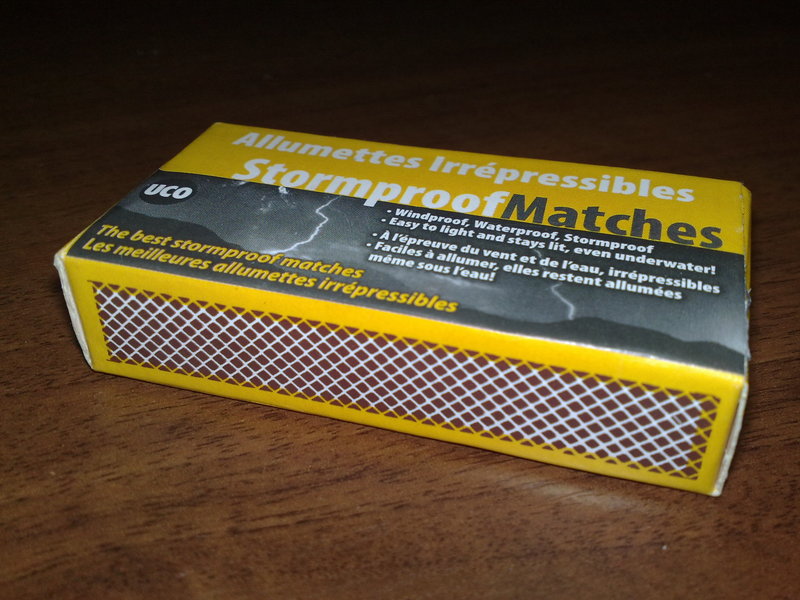 Allumettes Irrépressibles
StormproofMatches
UCO
- Windproof, Waterproof, Stormproof
- Easy to light and stays lit, even underwater!
- À l'épreuve du vent et de l'eau, irrépressibles
- Faciles à allumer, elles restent allumées
même sous l'eau!
The best stormproof matches
Les meilleures allumettes irrépressibles